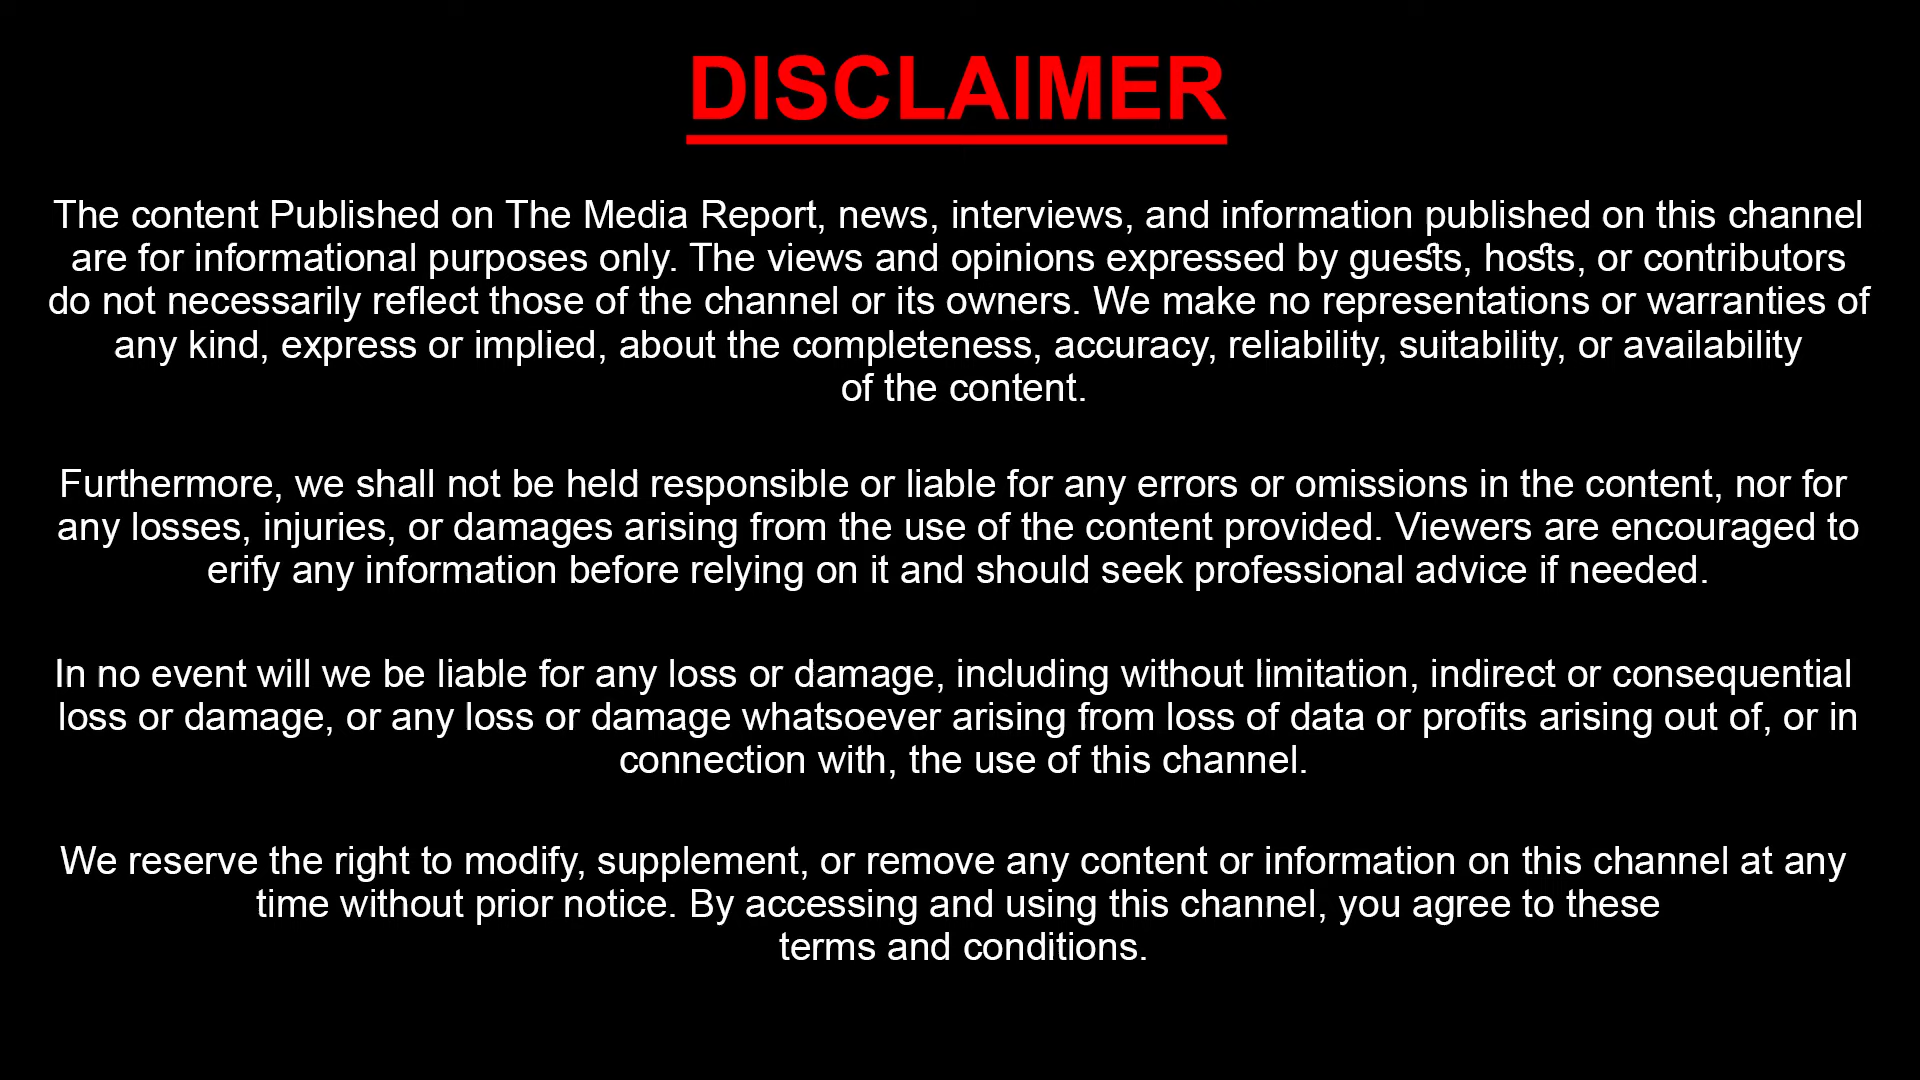 DISCLAIMER
The content Published on The Media Report, news, interviews, and information published on this channel
are for informational purposes only. The views and opinions expressed by guests, hosts, or contributors
do not necessarily reflect those of the channel or its owners. We make no representations or warranties of
any kind, express or implied, about the completeness, accuracy, reliability, suitability, or availability
of the content.
Furthermore, we shall not be held responsible or liable for any errors or omissions in the content, nor for
any losses, injuries, or damages arising from the use of the content provided. Viewers are encouraged to
erify any information before relying on it and should seek professional advice if needed.
In no event will we be liable for any loss or damage, including without limitation, indirect or consequential
loss or damage, or any loss or damage whatsoever arising from loss of data or profits arising out of, or in
connection with, the use of this channel.
We reserve the right to modify, supplement, or remove any content or information on this channel at any
time without prior notice. By accessing and using this channel, you agree to these
terms and conditions.